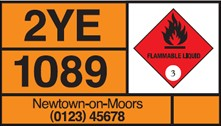 2YE
1089
FLAMMABLE LIQUID
3
Newtown-on-Moors
(0123) 45678